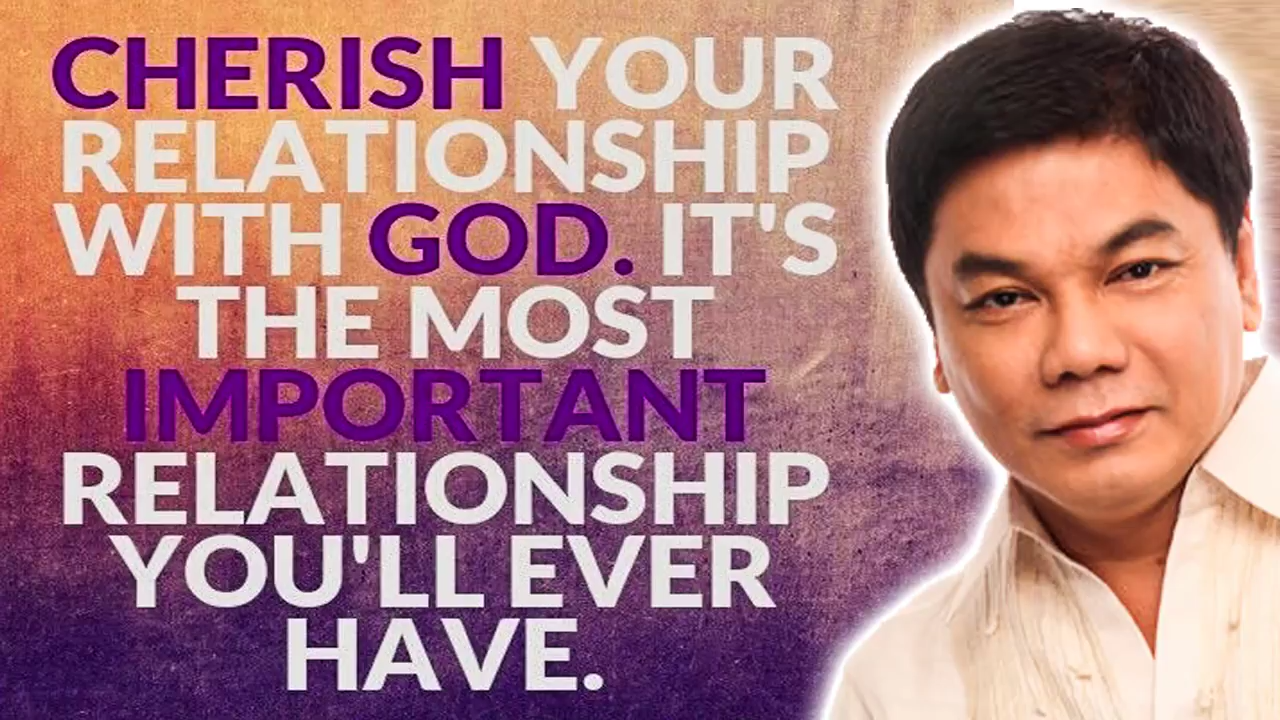 CHERISH YOUR
RELATIONSHIP
WITH GOD. IT'S
THE MOST
IMPORTANT
RELATIONSHIP
YOU'LL EVER
HAVE.